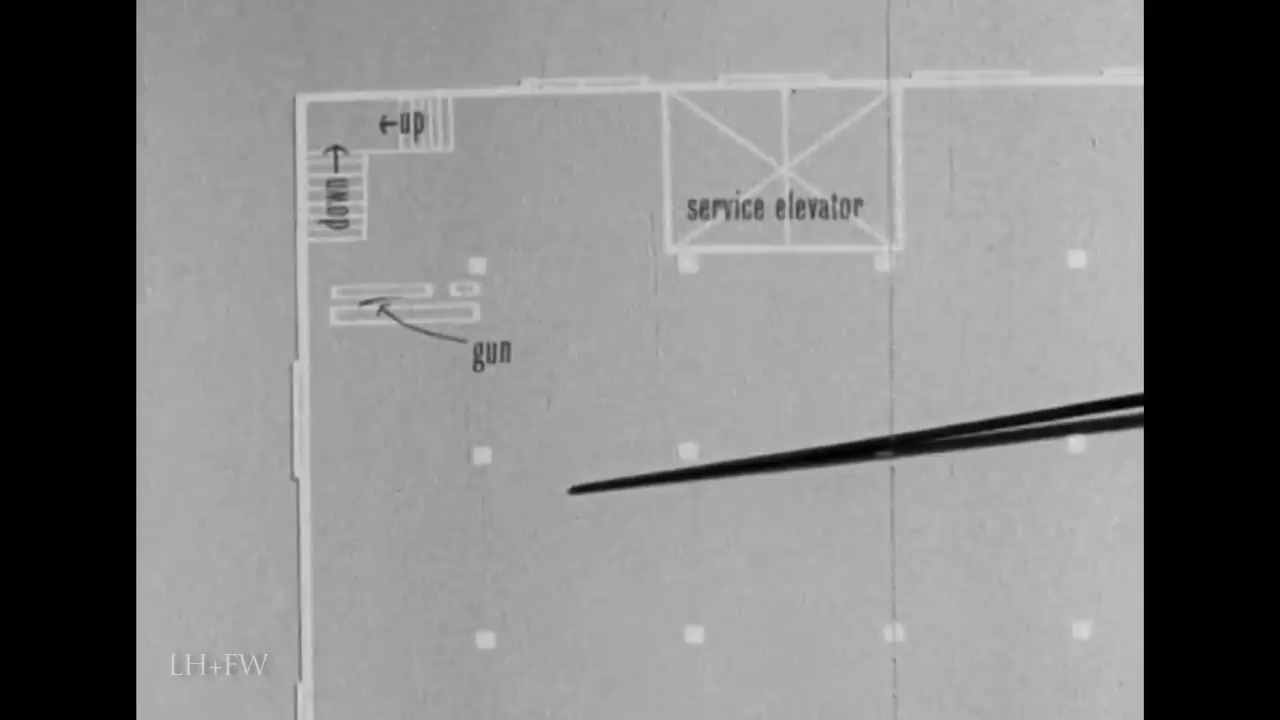 ←up
down→
service elevator
gun
LH+FW